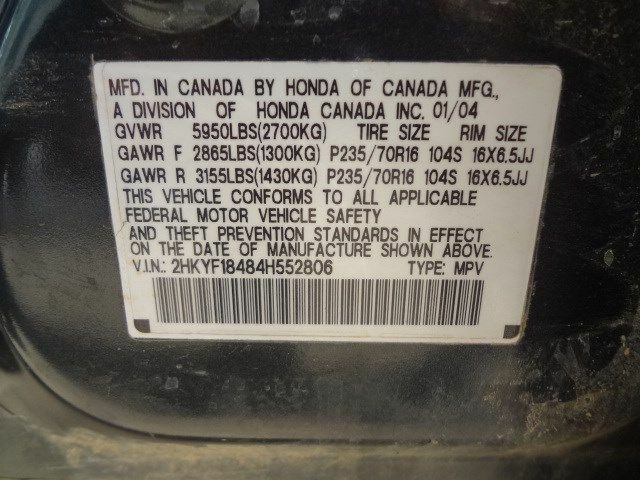 MFD. IN CANADA BY HONDA OF CANADA MFG.,
A DIVISION OF HONDA CANADA INC. 01/04
GVWR 5950LBS(2700KG) TIRE SIZE RIM SIZE
GAWR F 2865LBS(1300KG) P235/70R16 104S 16X6.5JJ
GAWR R 3155LBS(1430KG) P235/70R16 104S 16X6.5JJ
THIS VEHICLE CONFORMS TO ALL APPLICABLE
FEDERAL MOTOR VEHICLE SAFETY
AND THEFT PREVENTION STANDARDS IN EFFECT
ON THE DATE OF MANUFACTURE SHOWN ABOVE.
V.I.N.: 2HKYF18484H552806 TYPE: MPV